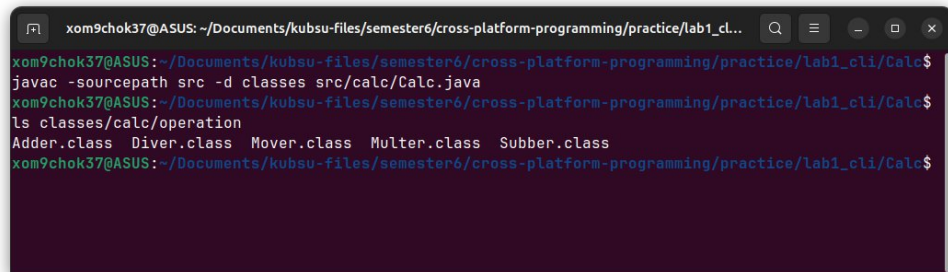 xom9chok37@ASUS: ~/Documents/kubsu-files/semester6/cross-platform-programming/practice/lab1_cl...
xom9chok37@ASUS:~/Documents/kubsu-files/semester6/cross-platform-programming/practice/lab1_cli/Calc$
javac -sourcepath src -d classes src/calc/Calc.java
xom9chok37@ASUS:~/Documents/kubsu-files/semester6/cross-platform-programming/practice/lab1_cli/Calc$
ls classes/calc/operation
Adder.class  Diver.class  Mover.class  Multer.class  Subber.class
xom9chok37@ASUS:~/Documents/kubsu-files/semester6/cross-platform-programming/practice/lab1_cli/Calc$